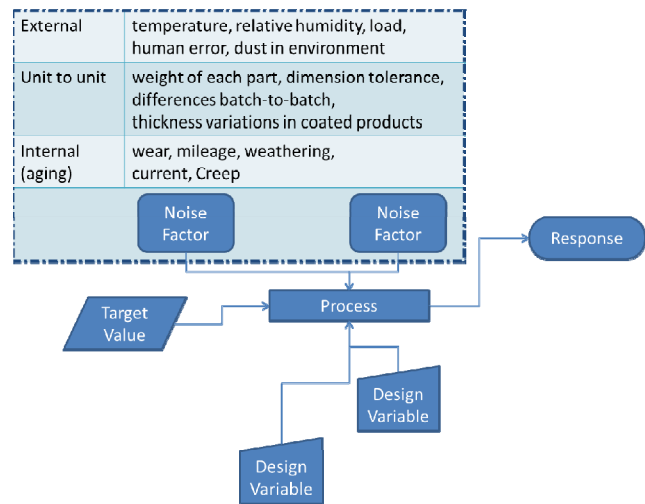 External temperature, relative humidity, load,
human error, dust in environment
Unit to unit weight of each part, dimension tolerance,
differences batch-to-batch,
thickness variations in coated products
Internal wear, mileage, weathering,
(aging) current, Creep
Noise
Factor
Noise
Factor
Response
Process
Target
Value
Design
Variable
Design
Variable